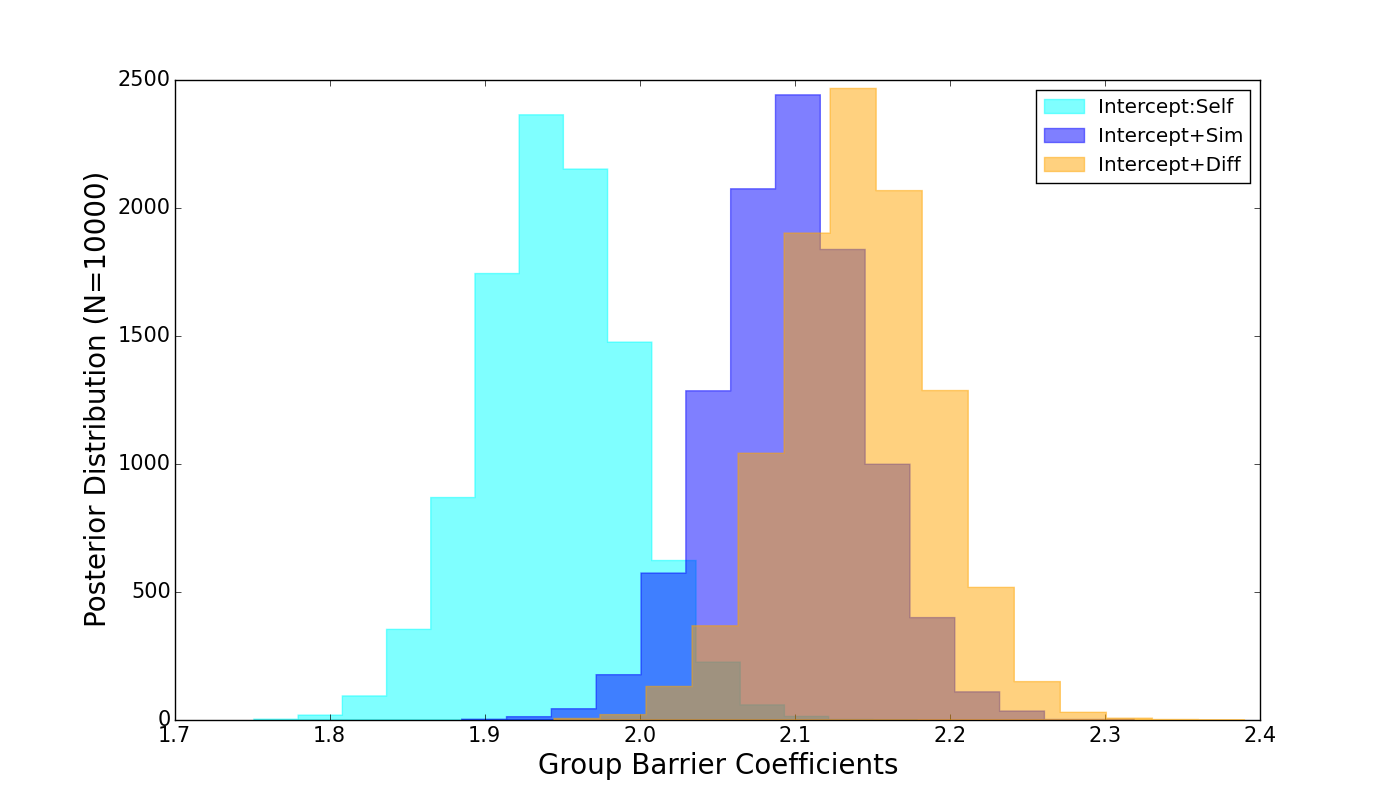 2500
2000
1500
1000
500
0
Posterior Distribution (N=10000)
Intercept:Self
Intercept+Sim
Intercept+Diff
1.7 1.8 1.9 2.0 2.1 2.2 2.3 2.4
Group Barrier Coefficients